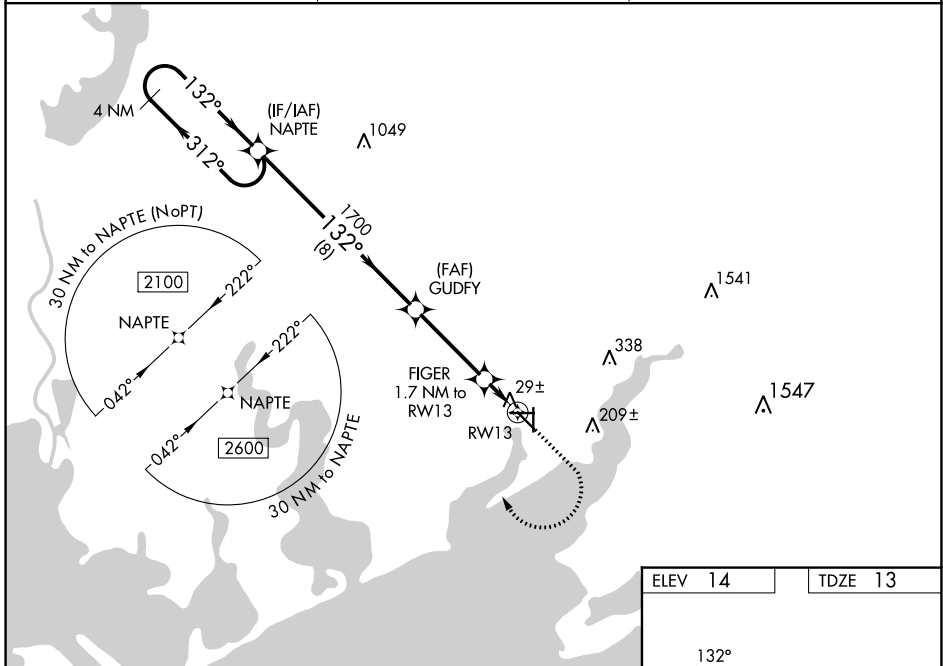 132°
4 NM
(IF/IAF)
NAPTE
1049
312°
1700
132°
(8)
30 NM to NAPTE (NoPT)
2100
222°
NAPTE
042°
(FAF)
GUDFY
1541
222°
338
FIGER
1.7 NM to
RW13
29±
1547
NAPTE
209±
RW13
042°
2600
30 NM to NAPTE
ELEV 14
TDZE 13
132°